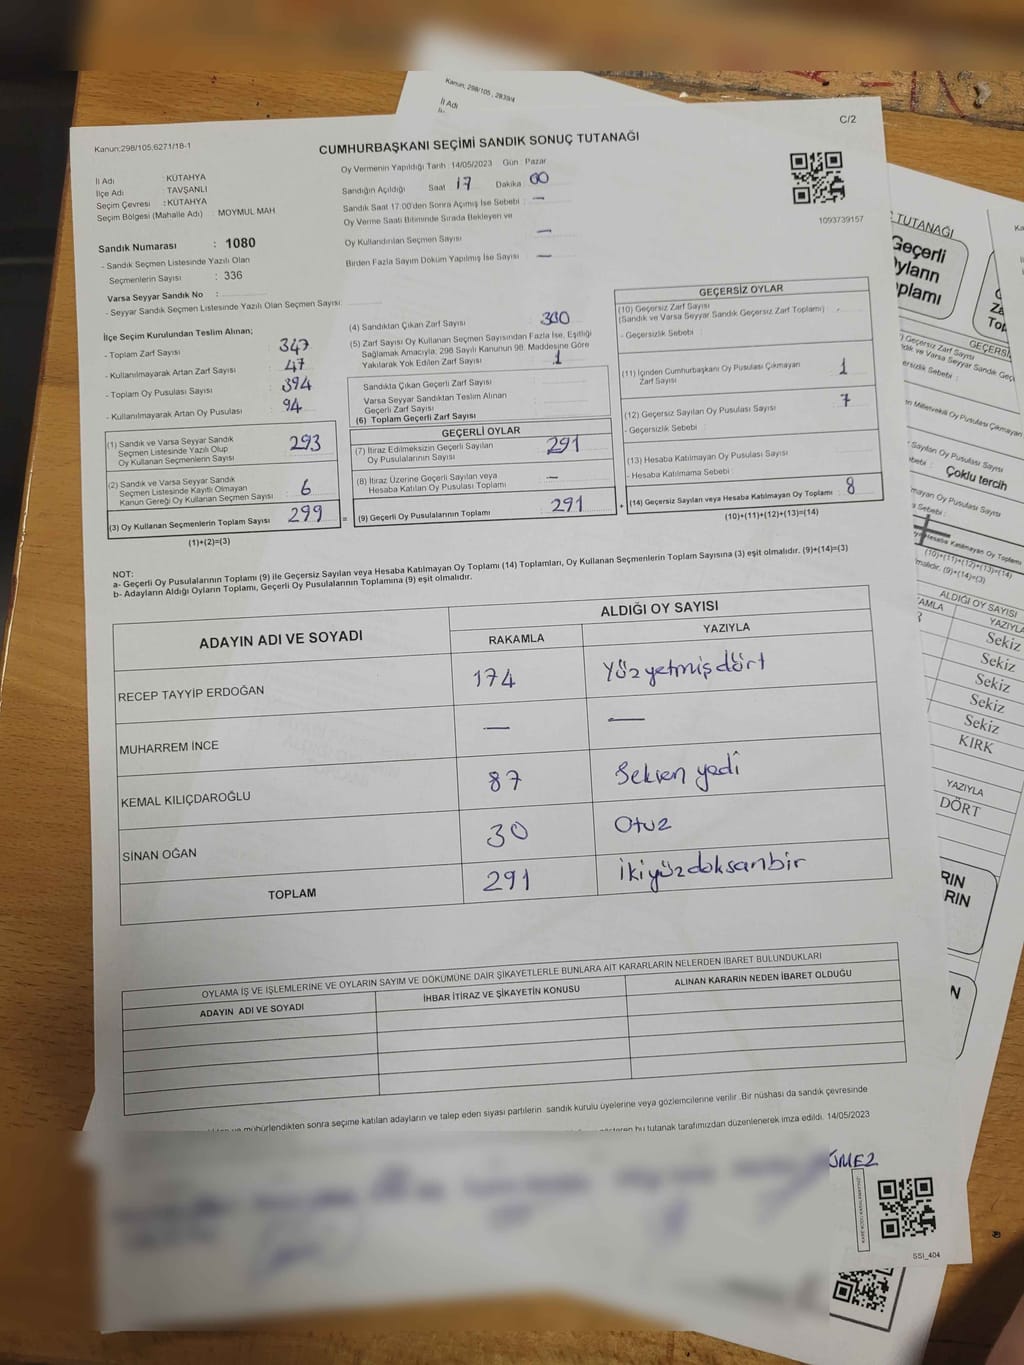 Kanun; 298/105, 2839/4
İl Adı
Kanun;298/105;6271/18-1
C/2
CUMHURBAŞKANI SEÇİMİ SANDIK SONUÇ TUTANAĞI
İl Adı : KÜTAHYA
İlçe Adı : TAVŞANLI
Seçim Çevresi : KÜTAHYA
Seçim Bölgesi (Mahalle Adı) : MOYMUL MAH
Oy Vermenin Yapıldığı Tarih : 14/05/2023 Gün : Pazar
Sandığın Açıldığı Saat : 17 Dakika : 00
Sandık Saat 17:00'den Sonra Açımış İse Sebebi : —
Oy Verme Saati Bitiminde Sırada Bekleyen ve
Oy Kullandırılan Seçmen Sayısı —
Birden Fazla Sayım Döküm Yapılmış İse Sayısı —
1093739157
Sandık Numarası : 1080
- Sandık Seçmen Listesinde Yazılı Olan
Seçmenlerin Sayısı : 336
Varsa Seyyar Sandık No :
- Seyyar Sandık Seçmen Listesinde Yazılı Olan Seçmen Sayısı:
İlçe Seçim Kurulundan Teslim Alınan;
- Toplam Zarf Sayısı : 347
- Kullanılmayarak Artan Zarf Sayısı : 47
- Toplam Oy Pusulası Sayısı : 394
- Kullanılmayarak Artan Oy Pusulası : 94
(1) Sandık ve Varsa Seyyar Sandık
Seçmen Listesinde Yazılı Olup
Oy Kullanan Seçmenlerin Sayısı : 293
(2) Sandık ve Varsa Seyyar Sandık
Seçmen Listesinde Kayıtlı Olmayan
Kanun Gereği Oy Kullanan Seçmen Sayısı : 6
(3) Oy Kullanan Seçmenlerin Toplam Sayısı 299
(1)+(2)=(3)
(4) Sandıktan Çıkan Zarf Sayısı 300
(5) Zarf Sayısı Oy Kullanan Seçmen Sayısından Fazla İse, Eşitliği
Sağlamak Amacıyla; 298 Sayılı Kanunun 98. Maddesine Göre
Yakılarak Yok Edilen Zarf Sayısı : 1
Sandıkta Çıkan Geçerli Zarf Sayısı :
Varsa Seyyar Sandıktan Teslim Alınan
Geçerli Zarf Sayısı
(6) Toplam Geçerli Zarf Sayısı :
GEÇERLİ OYLAR
(7) İtiraz Edilmeksizin Geçerli Sayılan
Oy Pusulalarının Sayısı 291
(8) İtiraz Üzerine Geçerli Sayılan veya
Hesaba Katılan Oy Pusulası Toplamı —
= (9) Geçerli Oy Pusulalarının Toplamı 291
GEÇERSİZ OYLAR
(10) Geçersiz Zarf Sayısı
(Sandık ve Varsa Seyyar Sandık Geçersiz Zarf Toplamı) :
- Geçersizlik Sebebi :
(11) İçinden Cumhurbaşkanı Oy Pusulası Çıkmayan
Zarf Sayısı : 1
(12) Geçersiz Sayılan Oy Pusulası Sayısı : 7
- Geçersizlik Sebebi :
(13) Hesaba Katılmayan Oy Pusulası Sayısı :
- Hesaba Katılmama Sebebi :
+ (14) Geçersiz Sayılan veya Hesaba Katılmayan Oy Toplamı : 8
(10)+(11)+(12)+(13)=(14)
NOT:
a- Geçerli Oy Pusulalarının Toplamı (9) ile Geçersiz Sayılan veya Hesaba Katılmayan Oy Toplamı (14) Toplamları, Oy Kullanan Seçmenlerin Toplam Sayısına (3) eşit olmalıdır. (9)+(14)=(3)
b- Adayların Aldığı Oyların Toplamı, Geçerli Oy Pusulalarının Toplamına (9) eşit olmalıdır.
ADAYIN ADI VE SOYADI
ALDIĞI OY SAYISI
RAKAMLA YAZIYLA
RECEP TAYYİP ERDOĞAN 174 Yüz yetmiş dört
MUHARREM İNCE — —
KEMAL KILIÇDAROĞLU 87 Seksen yedi
SİNAN OĞAN 30 Otuz
TOPLAM 291 İkiyüzdoksanbir
OYLAMA İŞ VE İŞLEMLERİNE VE OYLARIN SAYIM VE DÖKÜMÜNE DAİR ŞİKAYETLERLE BUNLARA AİT KARARLARIN NELERDEN İBARET BULUNDUKLARI
ADAYIN ADI VE SOYADI İHBAR İTİRAZ VE ŞİKAYETİN KONUSU ALINAN KARARIN NEDEN İBARET OLDUĞU
mühürlendikten sonra seçime katılan adayların ve talep eden siyasi partilerin sandık kurulu üyelerine veya gözlemcilerine verilir .Bir nüshası da sandık çevresinde
bu tutanak tarafımızdan düzenlenerek imza edildi. 14/05/2023
SSI_404
TUTANAĞI
Geçerli
Oyların
Toplamı
GEÇERSİ
Geçersiz Zarf Sayısı
Sayılan Oy Pusulası Sayısı
Çoklu tercih
(10)+(11)+(12)+(13)=(14)
(9)+(14)=(3)
ALDIĞI OY SAYISI
YAZIYLA
Sekiz
Sekiz
Sekiz
Sekiz
Sekiz
KIRK
YAZIYLA
DÖRT
RIN
RIN